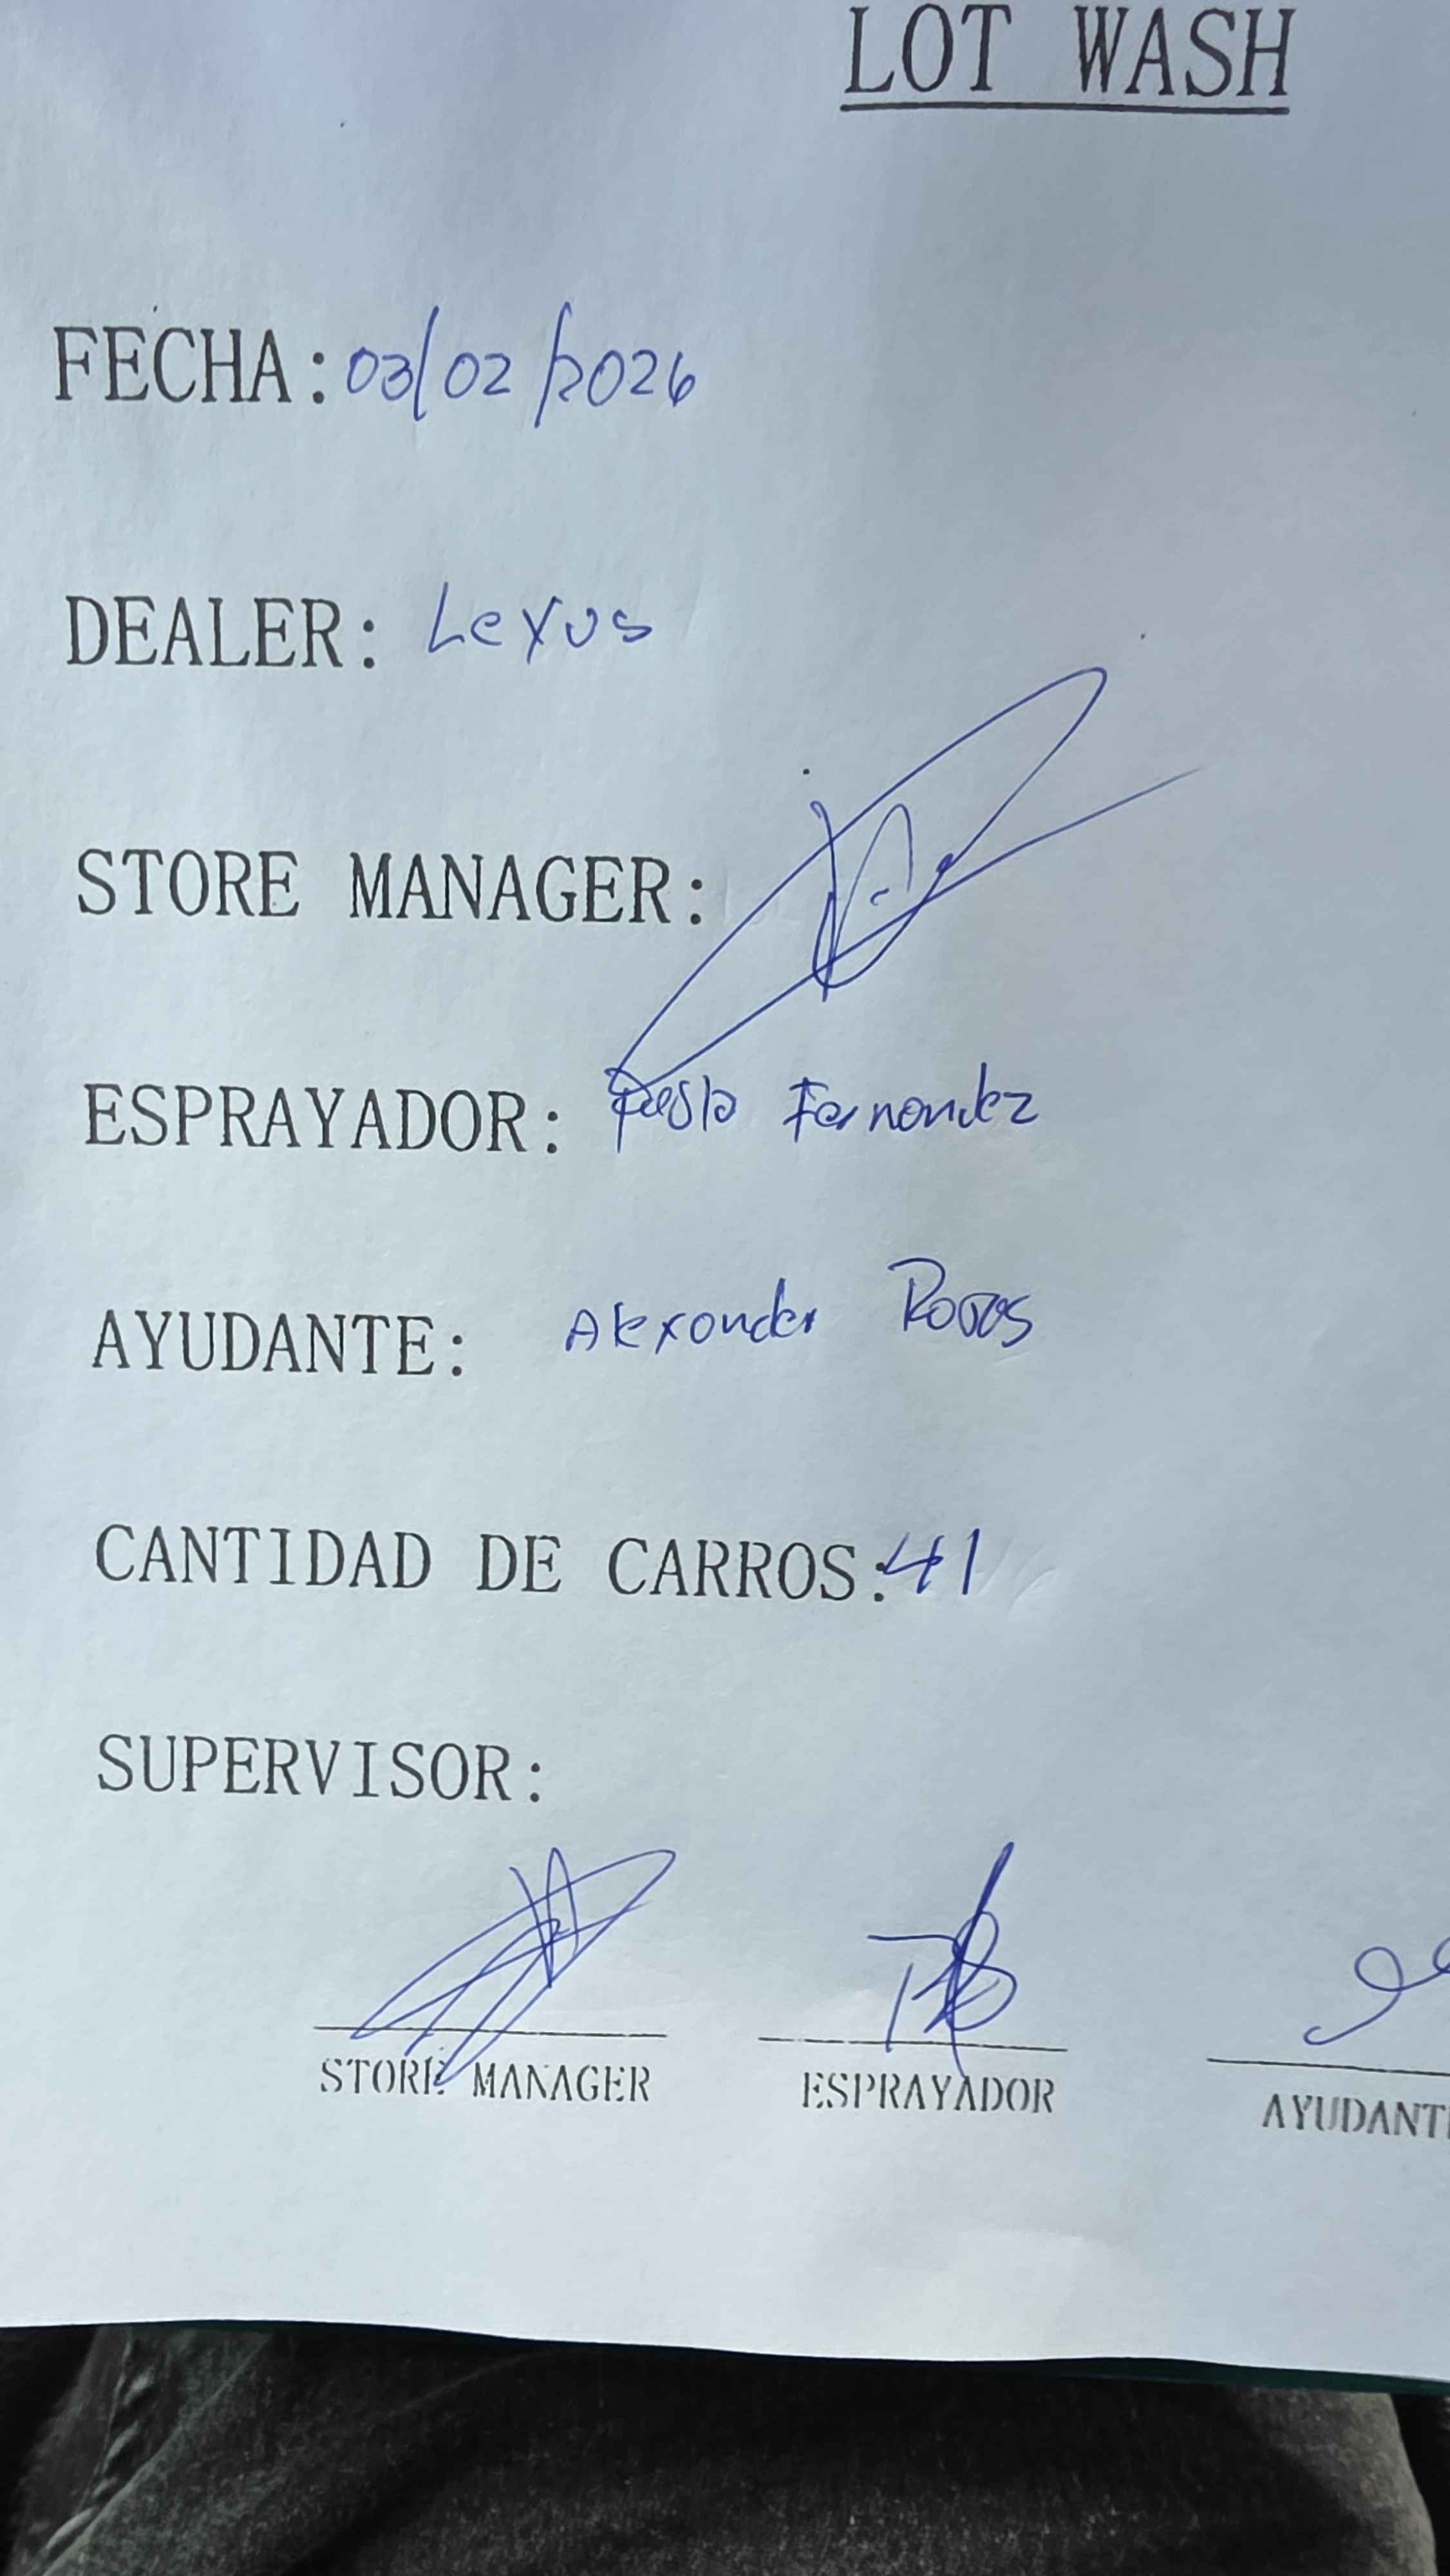 LOT WASH
FECHA: 03/02/2026
DEALER: Lexus
STORE MANAGER:
ESPRAYADOR: Fernandez
AYUDANTE: Alexander
CANTIDAD DE CARROS: 41
SUPERVISOR:
STORE MANAGER ESPRAYADOR AYUDANTE